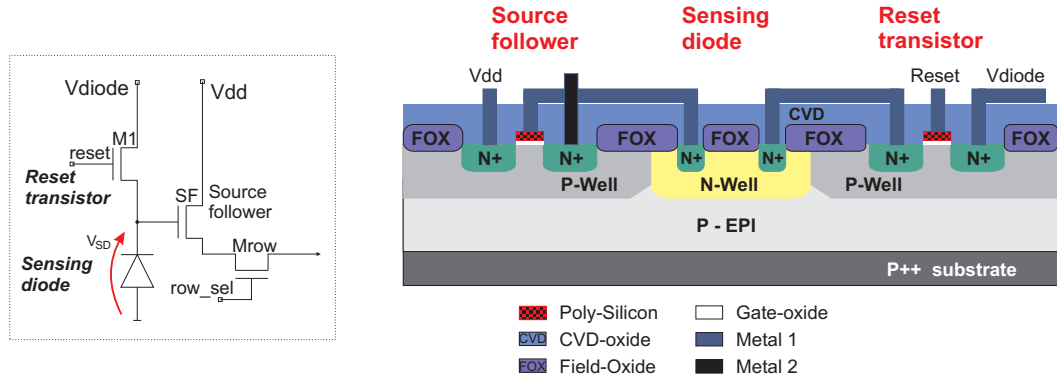 Vdiode
Vdd
M1
reset
Reset
transistor
SF
Source
follower
VSD
Mrow
Sensing
diode
row_sel
Source
follower
Sensing
diode
Reset
transistor
Vdd
Reset
Vdiode
CVD
FOX
FOX
FOX
FOX
FOX
N+
N+
N+
N+
N+
N+
P-Well
N-Well
P-Well
P - EPI
P++ substrate
Poly-Silicon
Gate-oxide
CVD
CVD-oxide
Metal 1
FOX
Field-Oxide
Metal 2